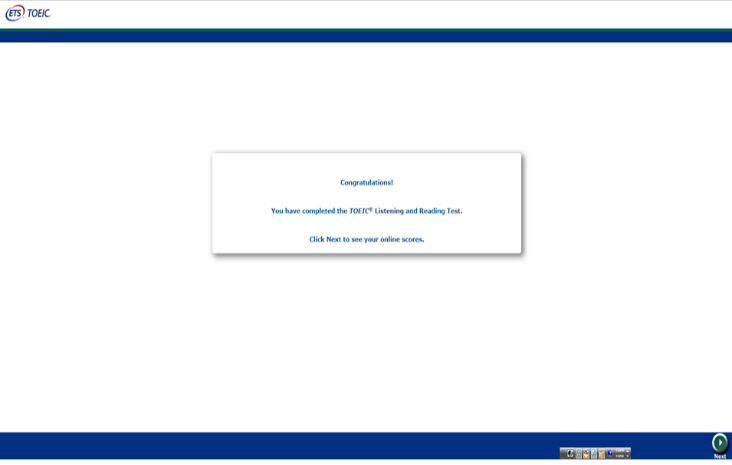 ETS TOEIC
Congratulations!
You have completed the TOEIC® Listening and Reading Test.
Click Next to see your online scores.
Next